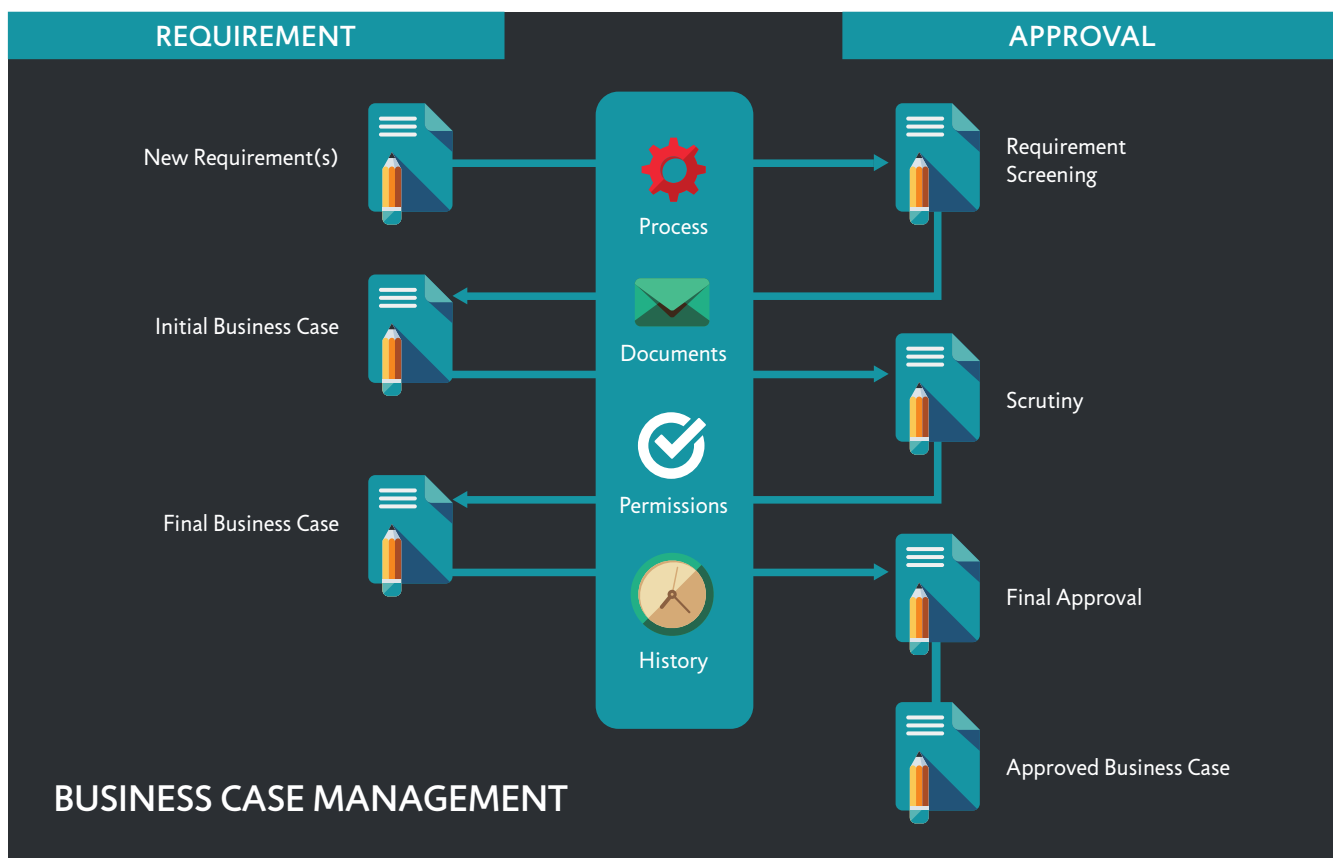 REQUIREMENT
APPROVAL
New Requirement(s)
Process
Requirement
Screening
Initial Business Case
Documents
Scrutiny
Permissions
Final Business Case
History
Final Approval
Approved Business Case
BUSINESS CASE MANAGEMENT